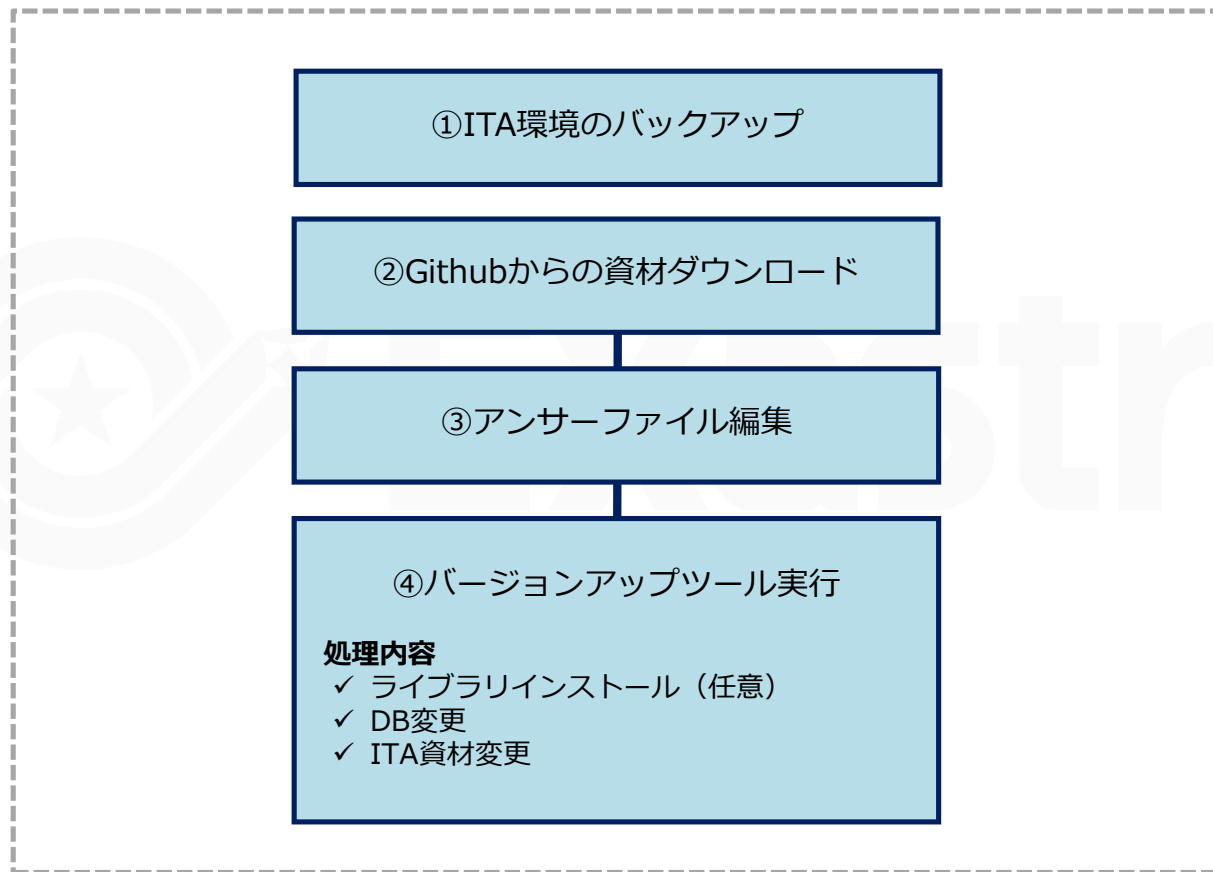 ①ITA環境のバックアップ
②Githubからの資材ダウンロード
③アンサーファイル編集
④バージョンアップツール実行
処理内容
✓ ライブラリインストール（任意）
✓ DB変更
✓ ITA資材変更
Exastr